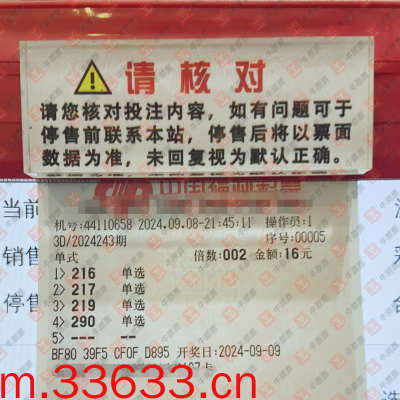 请核对
请您核对投注内容，如有问题可于
停售前联系本站，停售后将以票面
数据为准，未回复视为默认正确。
当前
销售
停售
机号:44110658 2024.09.08-21:45:11 操作员:1
3D/2024243期 序号:00005
单式 倍数:002 金额:16元
1> 216 单选
2> 217 单选
3> 219 单选
4> 290 单选
5> --- --
BF80 39F5 CF0F D895 开奖日:2024-09-09
m.33633.cn